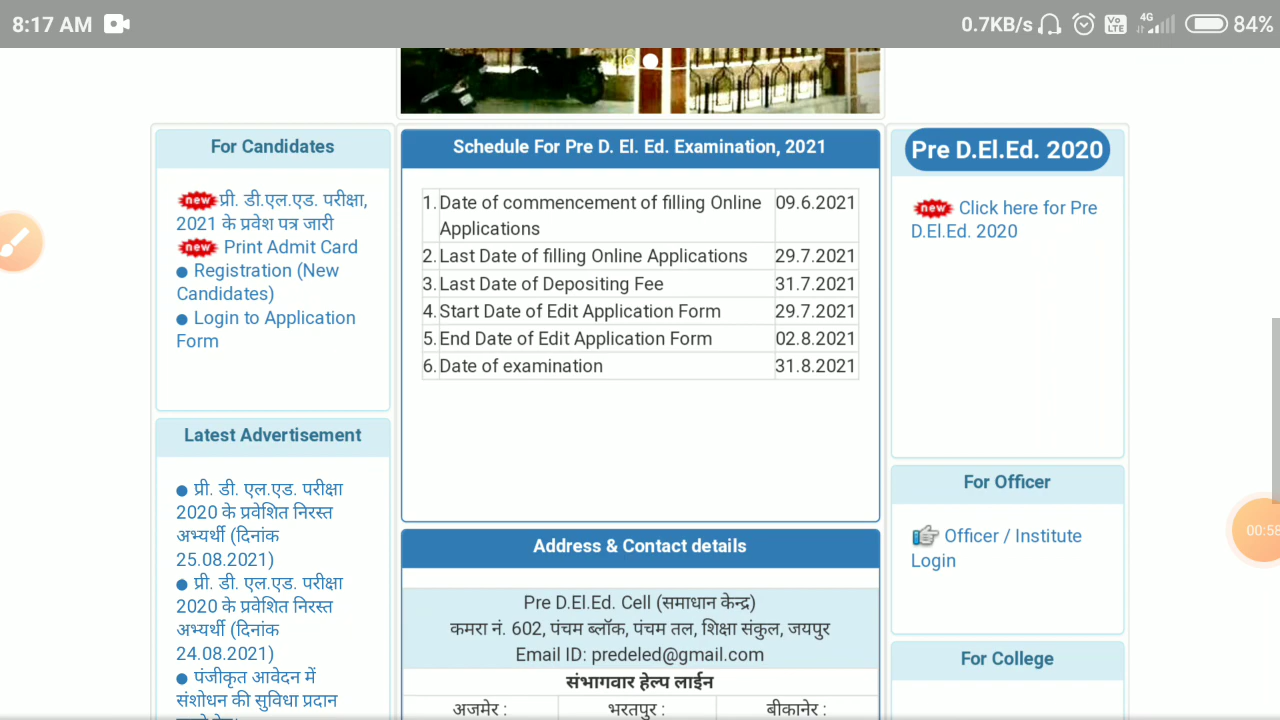 8:17 AM
0.7KB/s
Vo LTE
4G
84%
For Candidates
new प्री. डी.एल.एड. परीक्षा,
2021 के प्रवेश पत्र जारी
new Print Admit Card
● Registration (New
Candidates)
● Login to Application
Form
Latest Advertisement
● प्री. डी. एल.एड. परीक्षा
2020 के प्रवेशित निरस्त
अभ्यर्थी (दिनांक
25.08.2021)
● प्री. डी. एल.एड. परीक्षा
2020 के प्रवेशित निरस्त
अभ्यर्थी (दिनांक
24.08.2021)
● पंजीकृत आवेदन में
संशोधन की सुविधा प्रदान
Schedule For Pre D. El. Ed. Examination, 2021
1. Date of commencement of filling Online 09.6.2021
Applications
2. Last Date of filling Online Applications 29.7.2021
3. Last Date of Depositing Fee 31.7.2021
4. Start Date of Edit Application Form 29.7.2021
5. End Date of Edit Application Form 02.8.2021
6. Date of examination 31.8.2021
Address & Contact details
Pre D.El.Ed. Cell (समाधान केन्द्र)
कमरा नं. 602, पंचम ब्लॉक, पंचम तल, शिक्षा संकुल, जयपुर
Email ID: predeled@gmail.com
संभागवार हेल्प लाईन
अजमेर : भरतपुर : बीकानेर :
Pre D.El.Ed. 2020
new Click here for Pre
D.El.Ed. 2020
For Officer
Officer / Institute
Login
For College
00:58